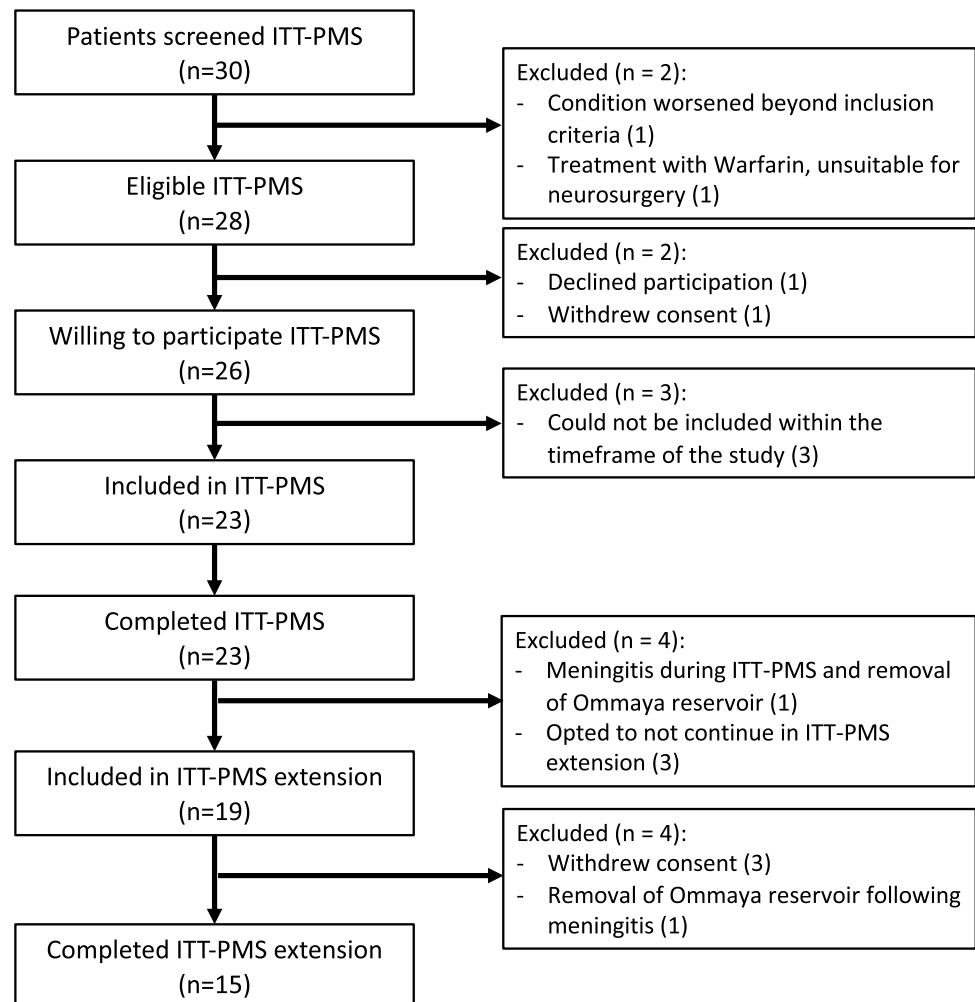 Patients screened ITT-PMS
(n=30)
Excluded (n = 2):
- Condition worsened beyond inclusion
criteria (1)
- Treatment with Warfarin, unsuitable for
neurosurgery (1)
Eligible ITT-PMS
(n=28)
Excluded (n = 2):
- Declined participation (1)
- Withdrew consent (1)
Willing to participate ITT-PMS
(n=26)
Excluded (n = 3):
- Could not be included within the
timeframe of the study (3)
Included in ITT-PMS
(n=23)
Completed ITT-PMS
(n=23)
Excluded (n = 4):
- Meningitis during ITT-PMS and removal
of Ommaya reservoir (1)
- Opted to not continue in ITT-PMS
extension (3)
Included in ITT-PMS extension
(n=19)
Excluded (n = 4):
- Withdrew consent (3)
- Removal of Ommaya reservoir following
meningitis (1)
Completed ITT-PMS extension
(n=15)